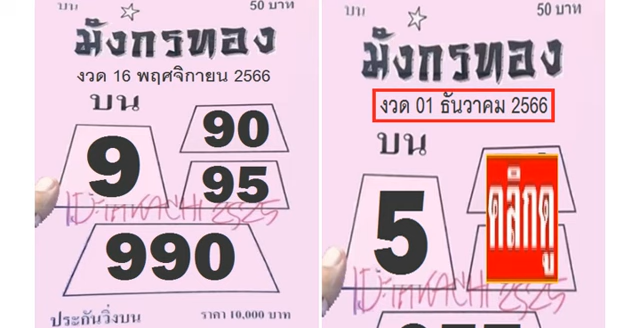 บน 50 บาท
มังกรทอง
งวด 16 พฤศจิกายน 2566
บน
9
90
95
990
ประกันวิ่งบน ราคา 10,000 บาท
บน 50 บาท
มังกรทอง
งวด 01 ธันวาคม 2566
บน
5
คลิกดู